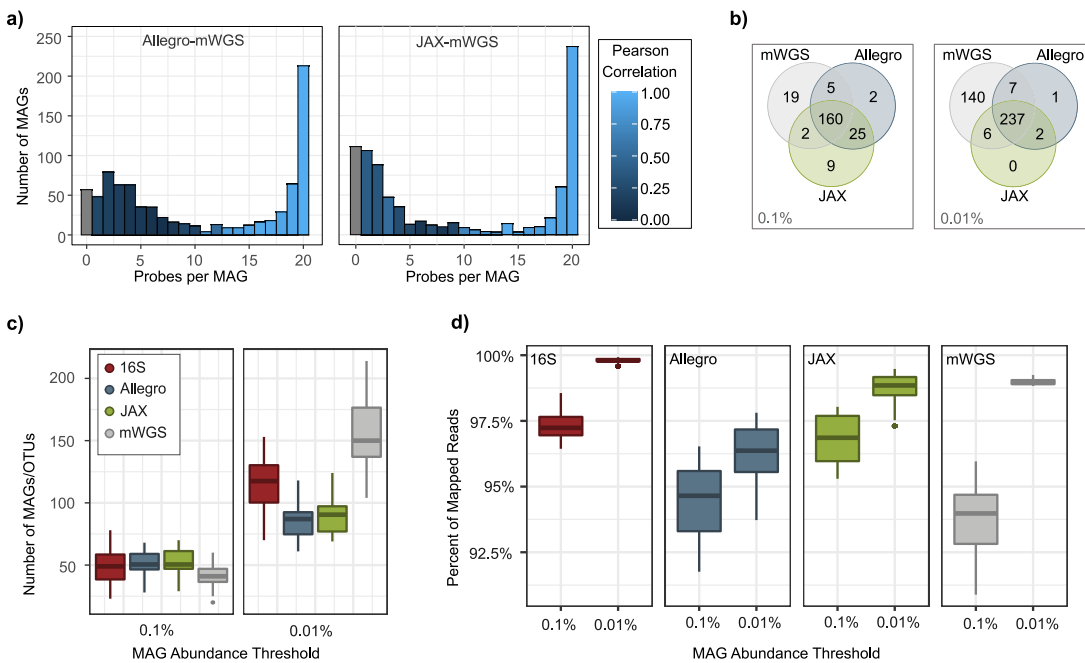 a)
Allegro-mWGS
JAX-mWGS
Number of MAGs
250
200
150
100
50
0
0
5
10
15
20
Probes per MAG
0
5
10
15
20
Probes per MAG
Pearson
Correlation
1.00
0.75
0.50
0.25
0.00
b)
mWGS
Allegro
19
5
2
160
2
25
9
JAX
0.1%
mWGS
Allegro
140
7
1
237
6
2
0
JAX
0.01%
c)
Number of MAGs/OTUs
200
150
100
50
16S
Allegro
JAX
mWGS
0.1%
0.01%
MAG Abundance Threshold
d)
Percent of Mapped Reads
100%
97.5%
95%
92.5%
16S
Allegro
JAX
mWGS
0.1%
0.01%
0.1%
0.01%
0.1%
0.01%
0.1%
0.01%
MAG Abundance Threshold